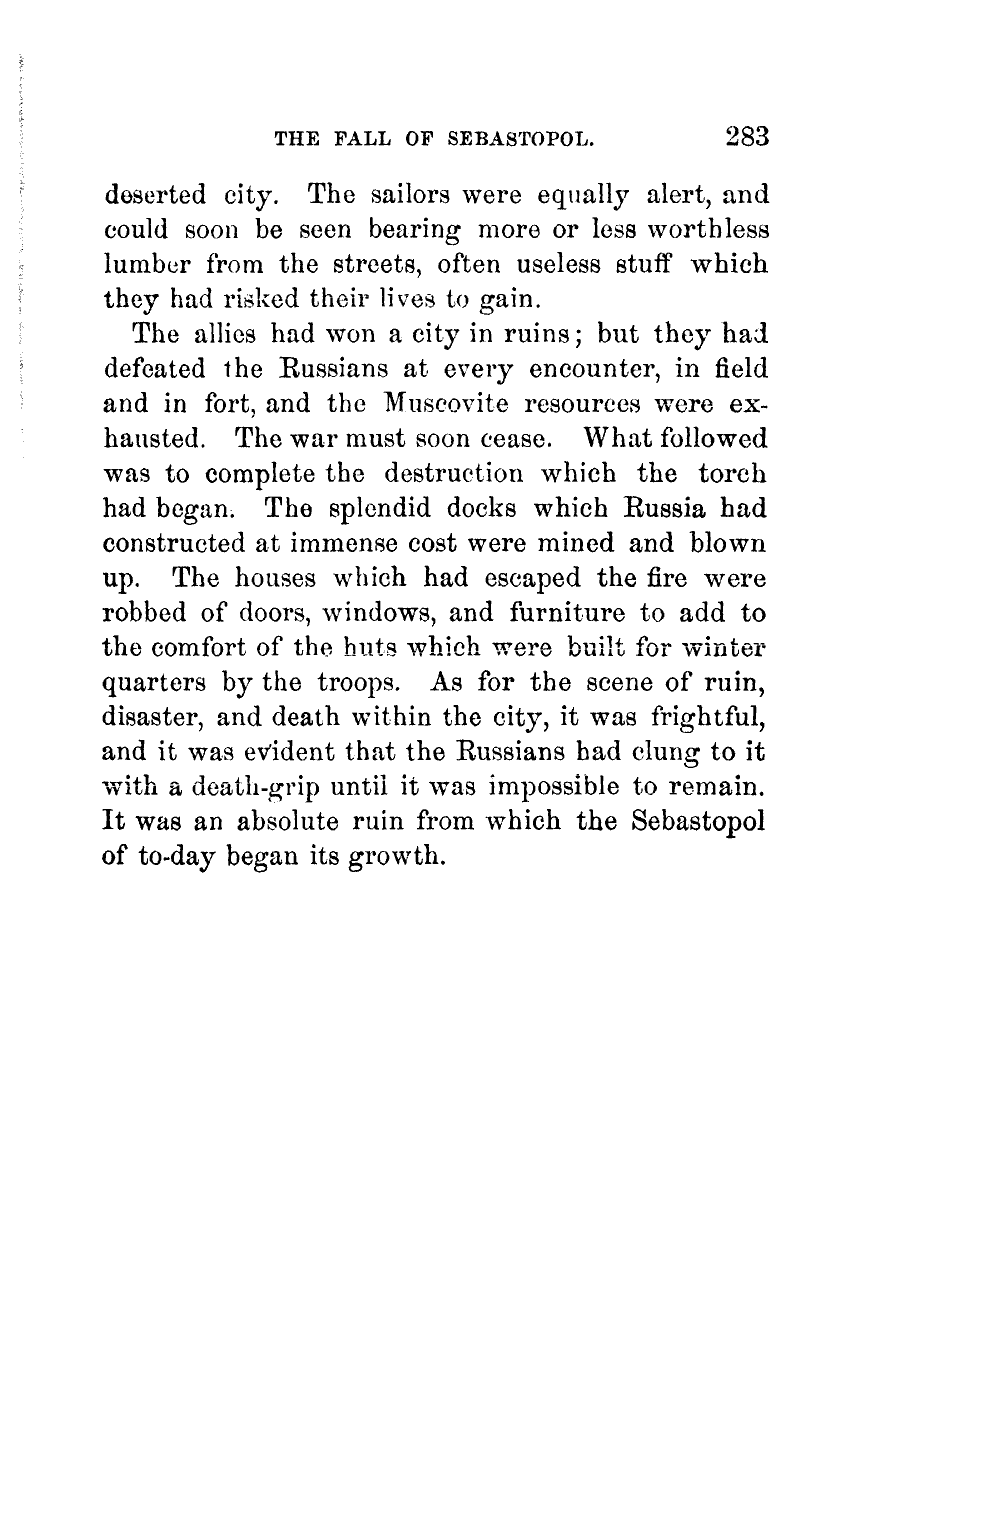 THE FALL OF SEBASTOPOL. 283
deserted city. The sailors were equally alert, and
could soon be seen bearing more or less worthless
lumber from the streets, often useless stuff which
they had risked their lives to gain.
The allies had won a city in ruins; but they had
defeated the Russians at every encounter, in field
and in fort, and the Muscovite resources were ex-
hausted. The war must soon cease. What followed
was to complete the destruction which the torch
had began. The splendid docks which Russia had
constructed at immense cost were mined and blown
up. The houses which had escaped the fire were
robbed of doors, windows, and furniture to add to
the comfort of the huts which were built for winter
quarters by the troops. As for the scene of ruin,
disaster, and death within the city, it was frightful,
and it was evident that the Russians had clung to it
with a death-grip until it was impossible to remain.
It was an absolute ruin from which the Sebastopol
of to-day began its growth.